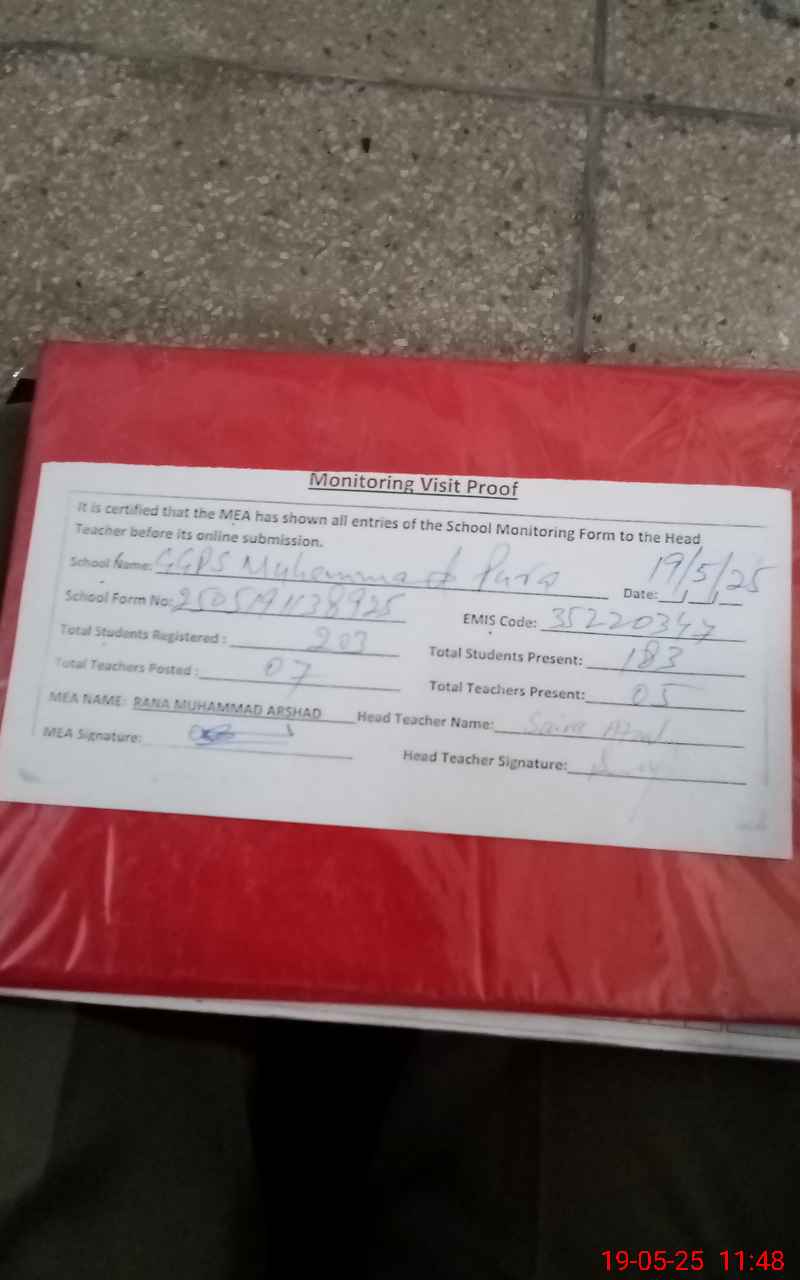 Monitoring Visit Proof
It is certified that the MEA has shown all entries of the School Monitoring Form to the Head
Teacher before its online submission.
School Name: GGPS Muhammad Pura Date: 19/5/25
School Form No: 2505191138925 EMIS Code: 35220347
Total Students Registered : 203 Total Students Present: 183
Total Teachers Posted : 07 Total Teachers Present: 05
MEA NAME: RANA MUHAMMAD ARSHAD Head Teacher Name: Saira
MEA Signature: Head Teacher Signature:
19-05-25 11:48